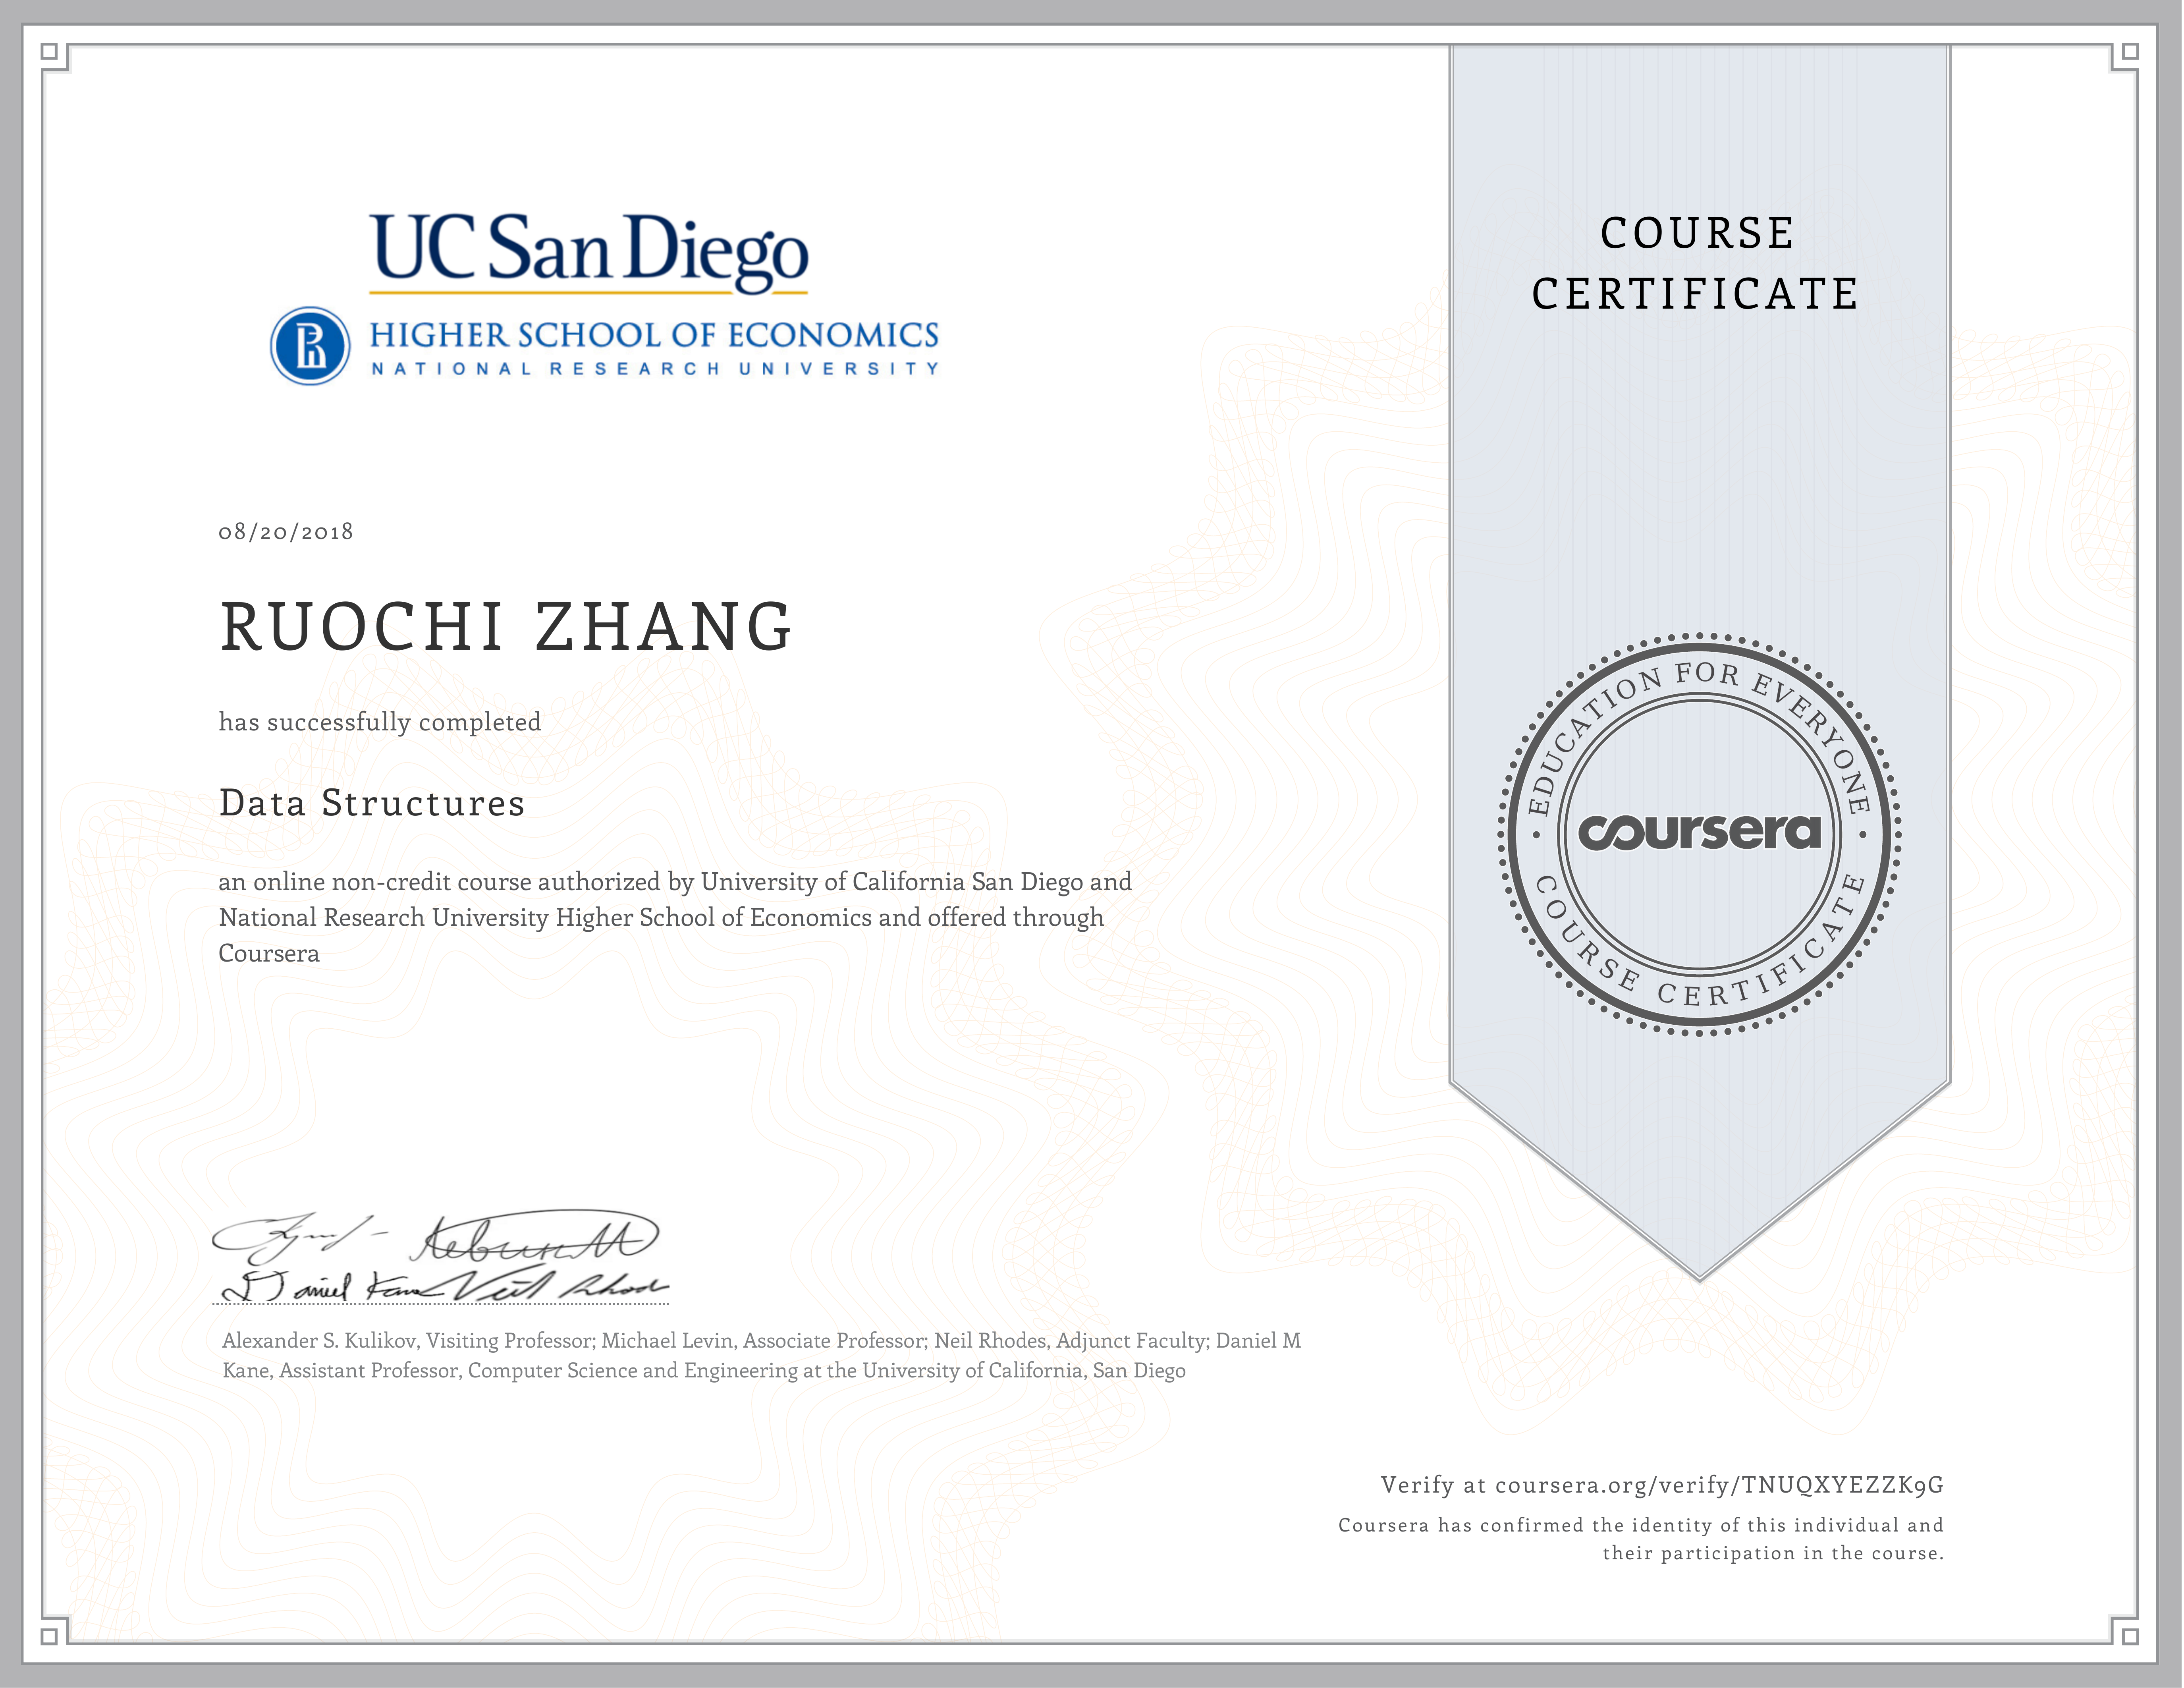 UC San Diego
HIGHER SCHOOL OF ECONOMICS
NATIONAL RESEARCH UNIVERSITY
COURSE
CERTIFICATE
08/20/2018
RUOCHI ZHANG
has successfully completed
Data Structures
an online non-credit course authorized by University of California San Diego and
National Research University Higher School of Economics and offered through
Coursera
EDUCATION FOR EVERYONE
coursera
COURSE CERTIFICATE
Daniel Kane Neil Rhodes
Alexander S. Kulikov, Visiting Professor; Michael Levin, Associate Professor; Neil Rhodes, Adjunct Faculty; Daniel M
Kane, Assistant Professor, Computer Science and Engineering at the University of California, San Diego
Verify at coursera.org/verify/TNUQXYEZZK9G
Coursera has confirmed the identity of this individual and
their participation in the course.